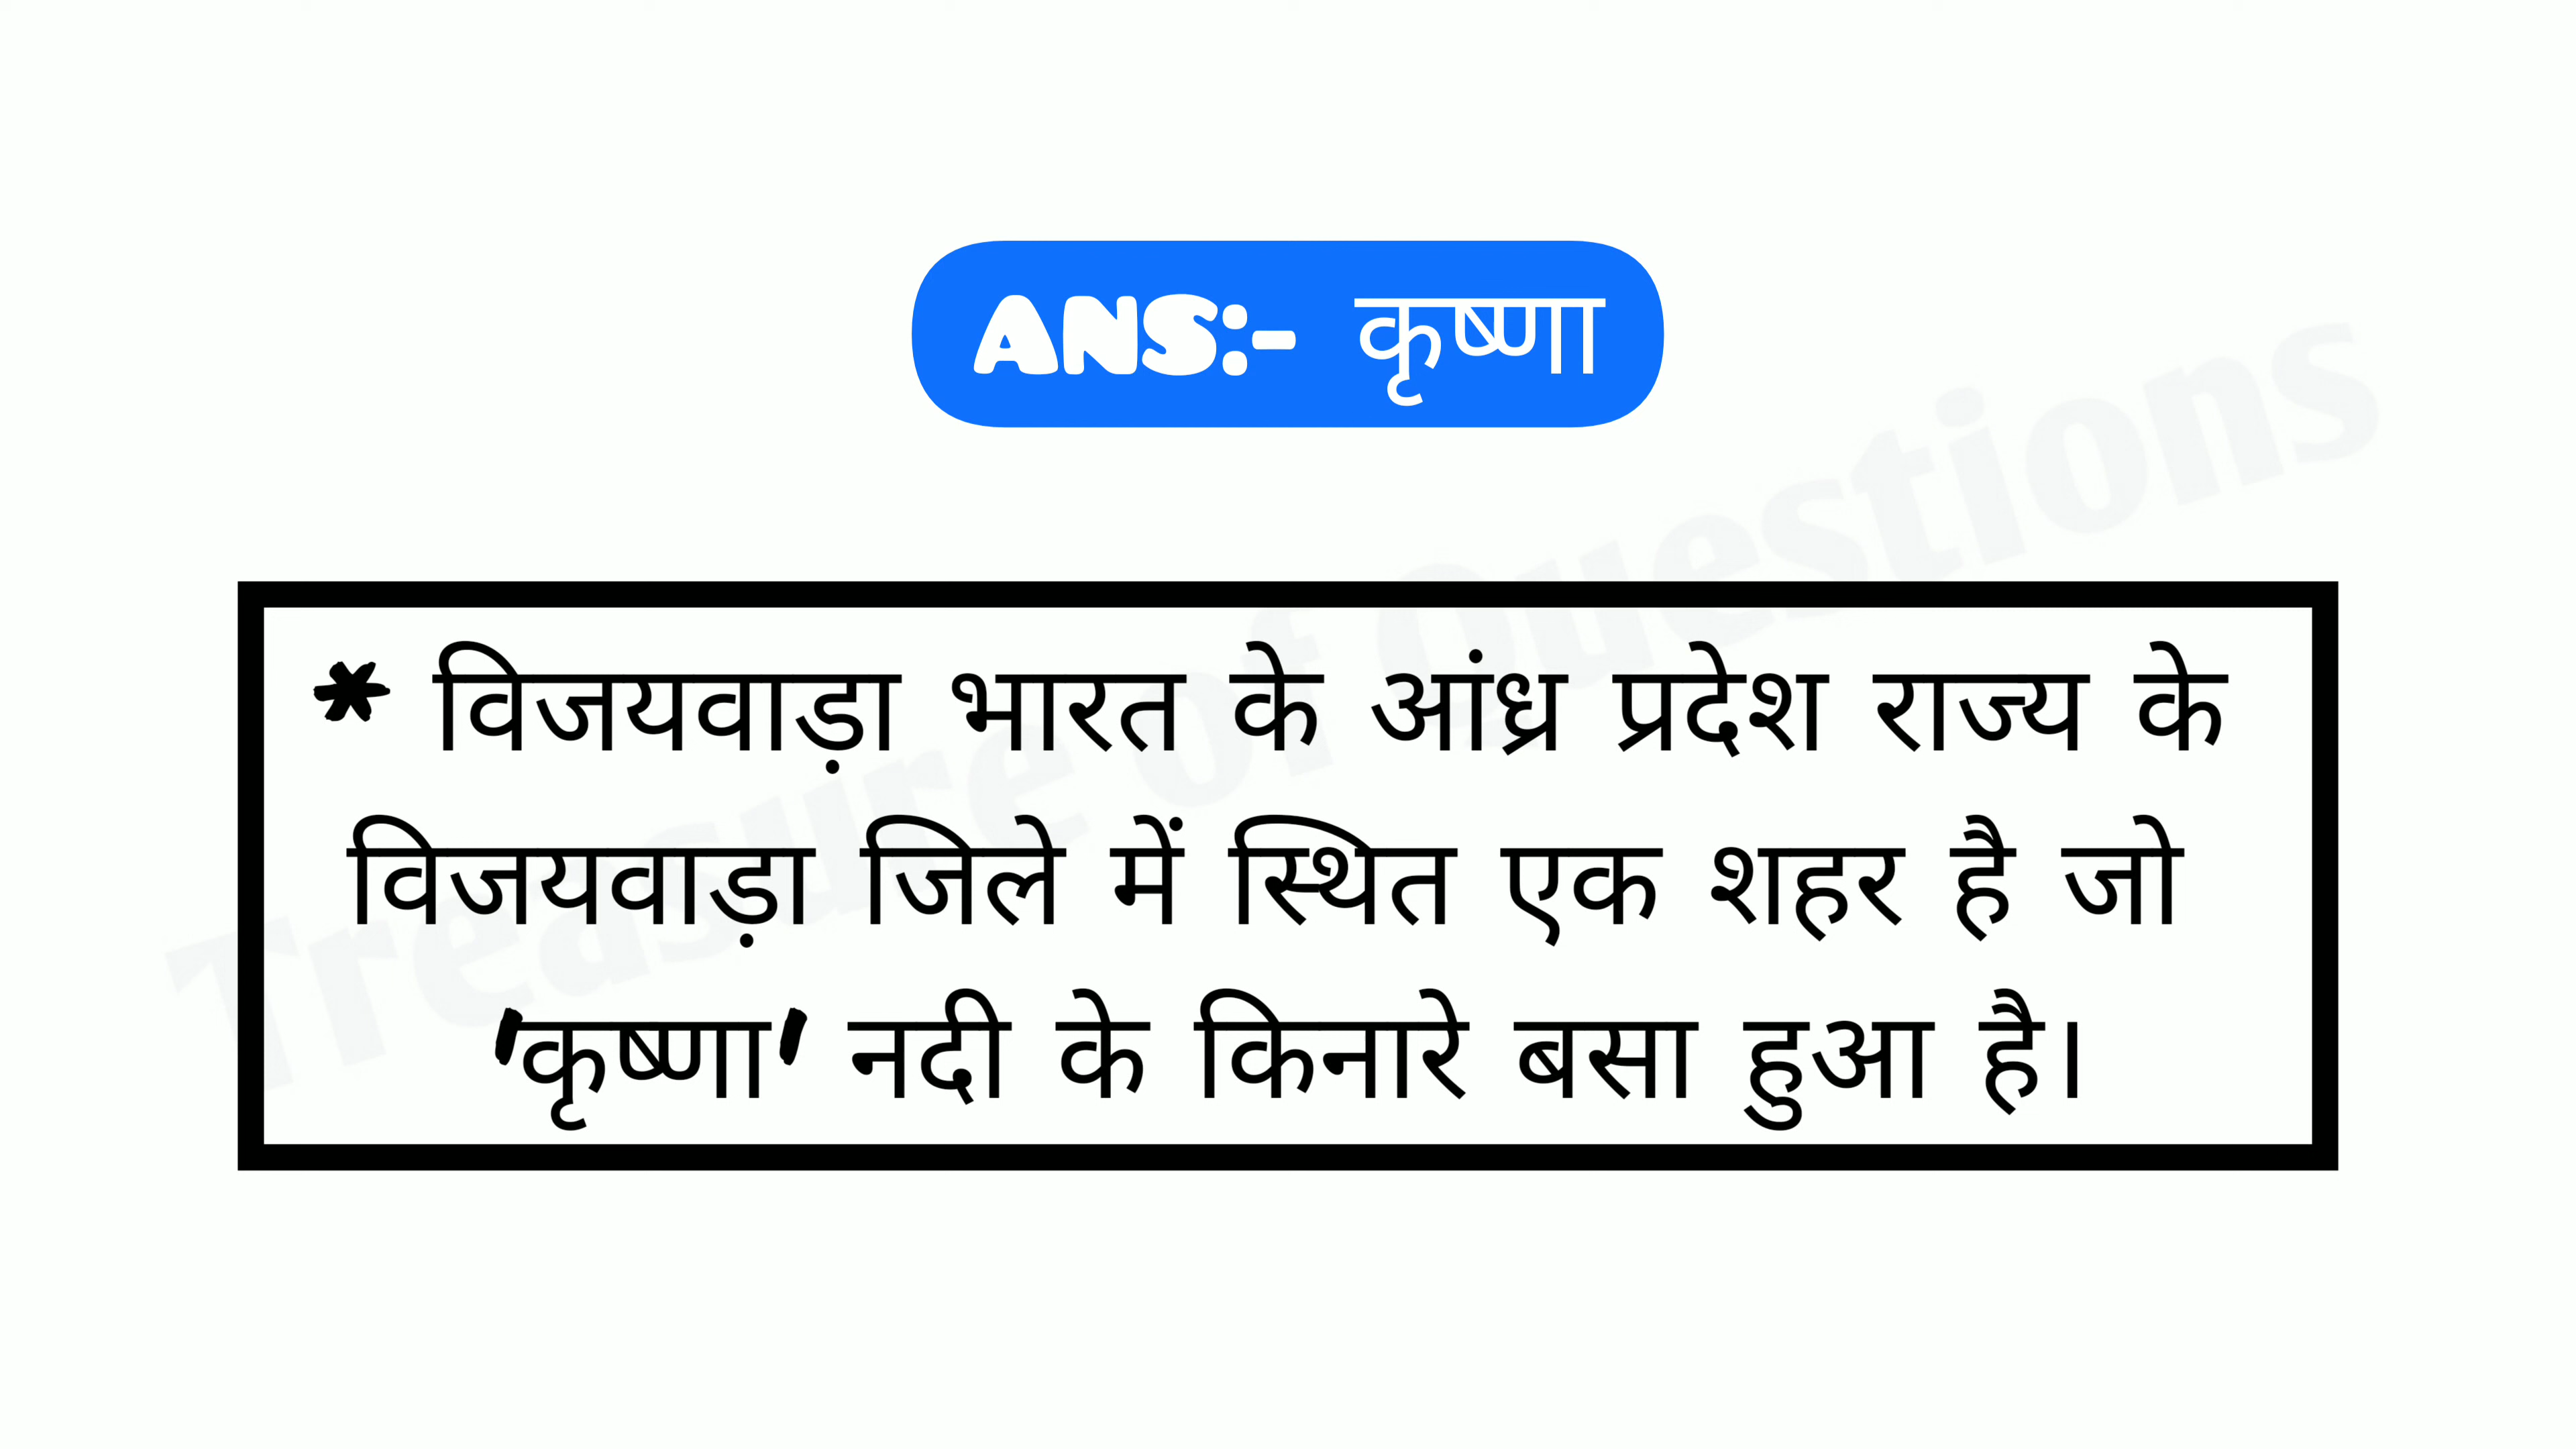 ANS:- कृष्णा
* विजयवाड़ा भारत के आंध्र प्रदेश राज्य के
विजयवाड़ा जिले में स्थित एक शहर है जो
'कृष्णा' नदी के किनारे बसा हुआ है।
Treasure of Questions